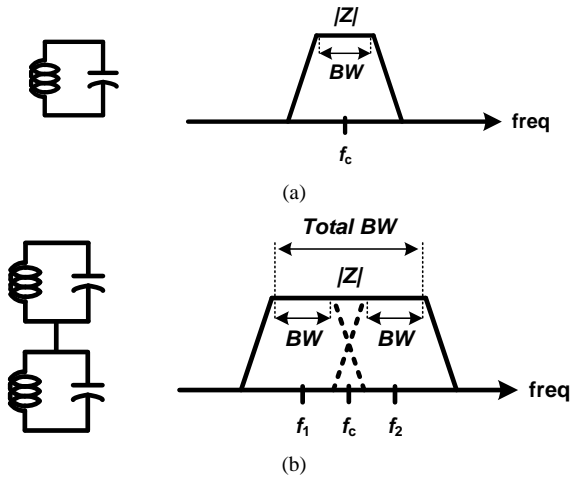 |Z|
BW
freq
fc
(a)
Total BW
|Z|
BW BW
freq
f1 fc f2
(b)